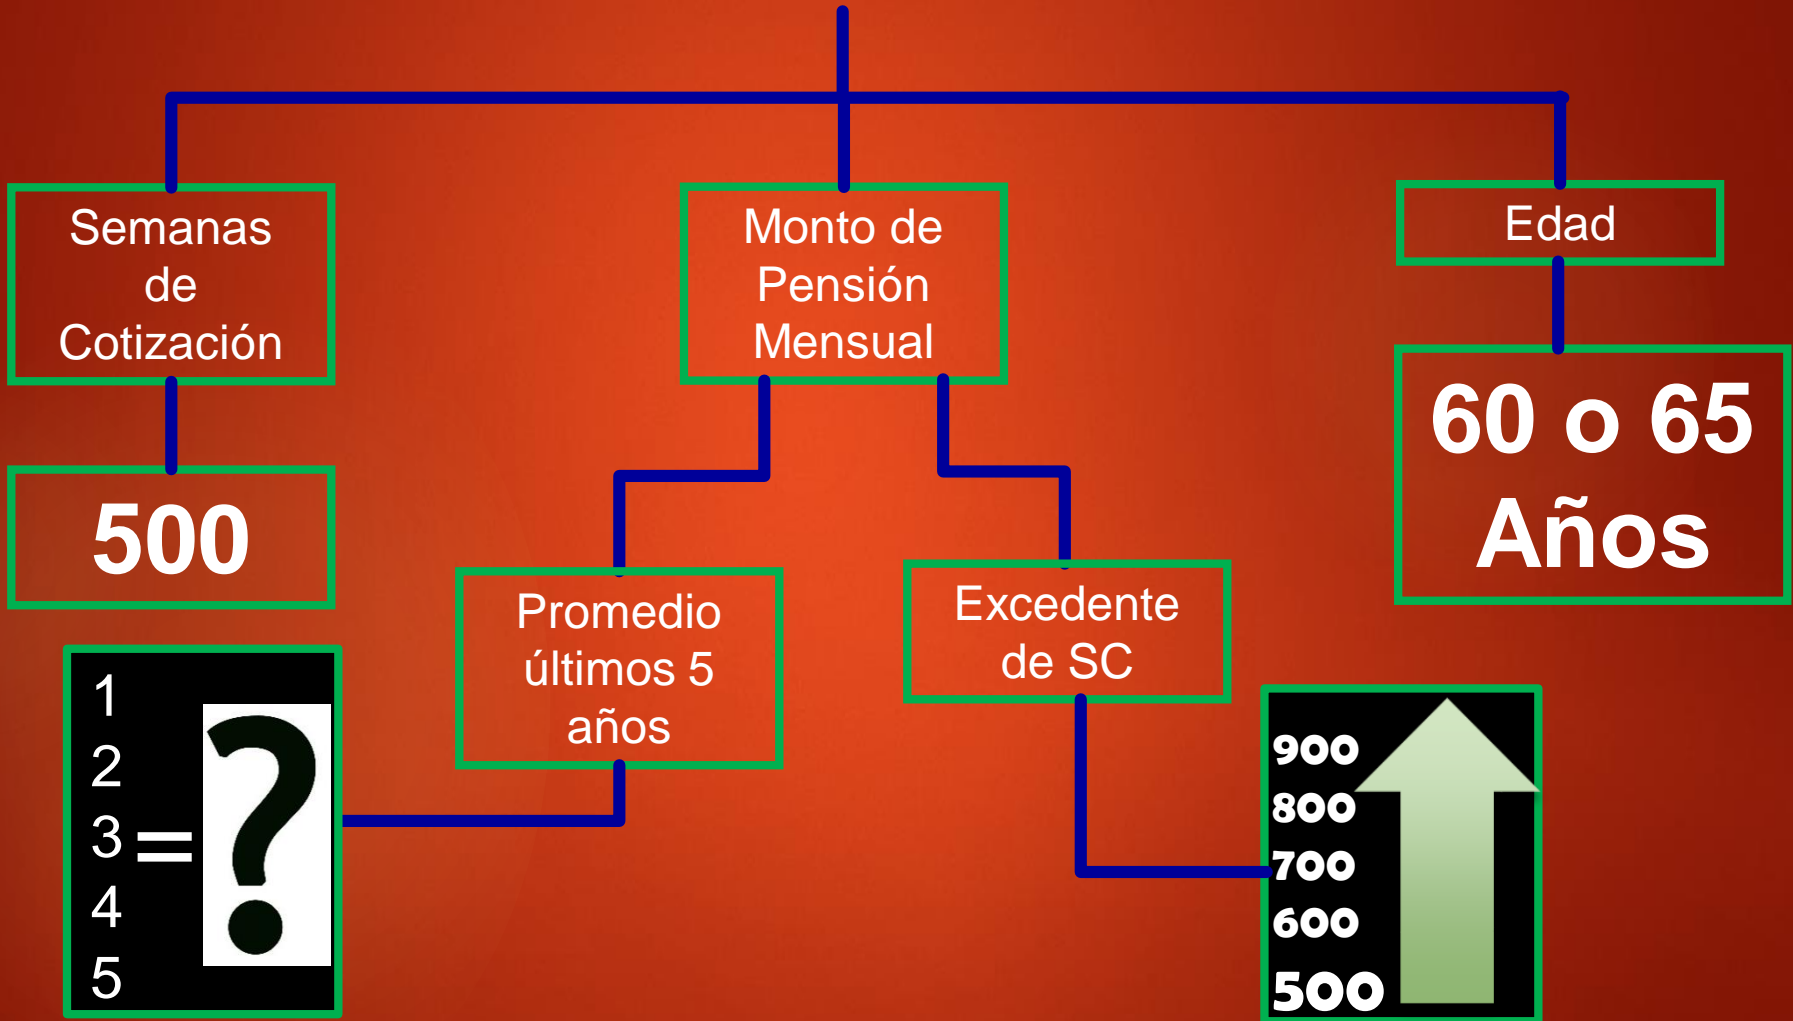 Semanas
de
Cotización
500
Monto de
Pensión
Mensual
Edad
60 o 65
Años
Promedio
últimos 5
años
Excedente
de SC
1
2
3
4
5
=
?
900
800
700
600
500